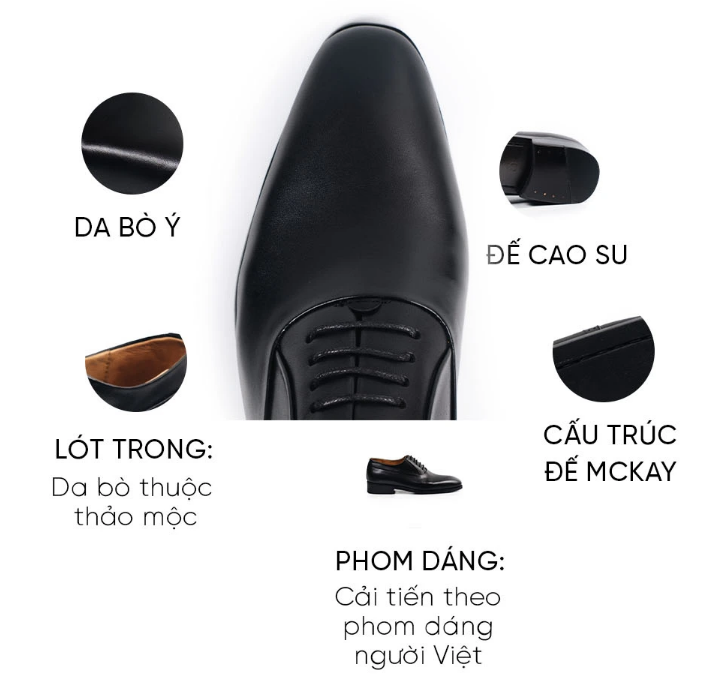 DA BÒ Ý
ĐẾ CAO SU
LÓT TRONG:
Da bò thuộc
thảo mộc
CẤU TRÚC
ĐẾ MCKAY
PHOM DÁNG:
Cải tiến theo
phom dáng
người Việt